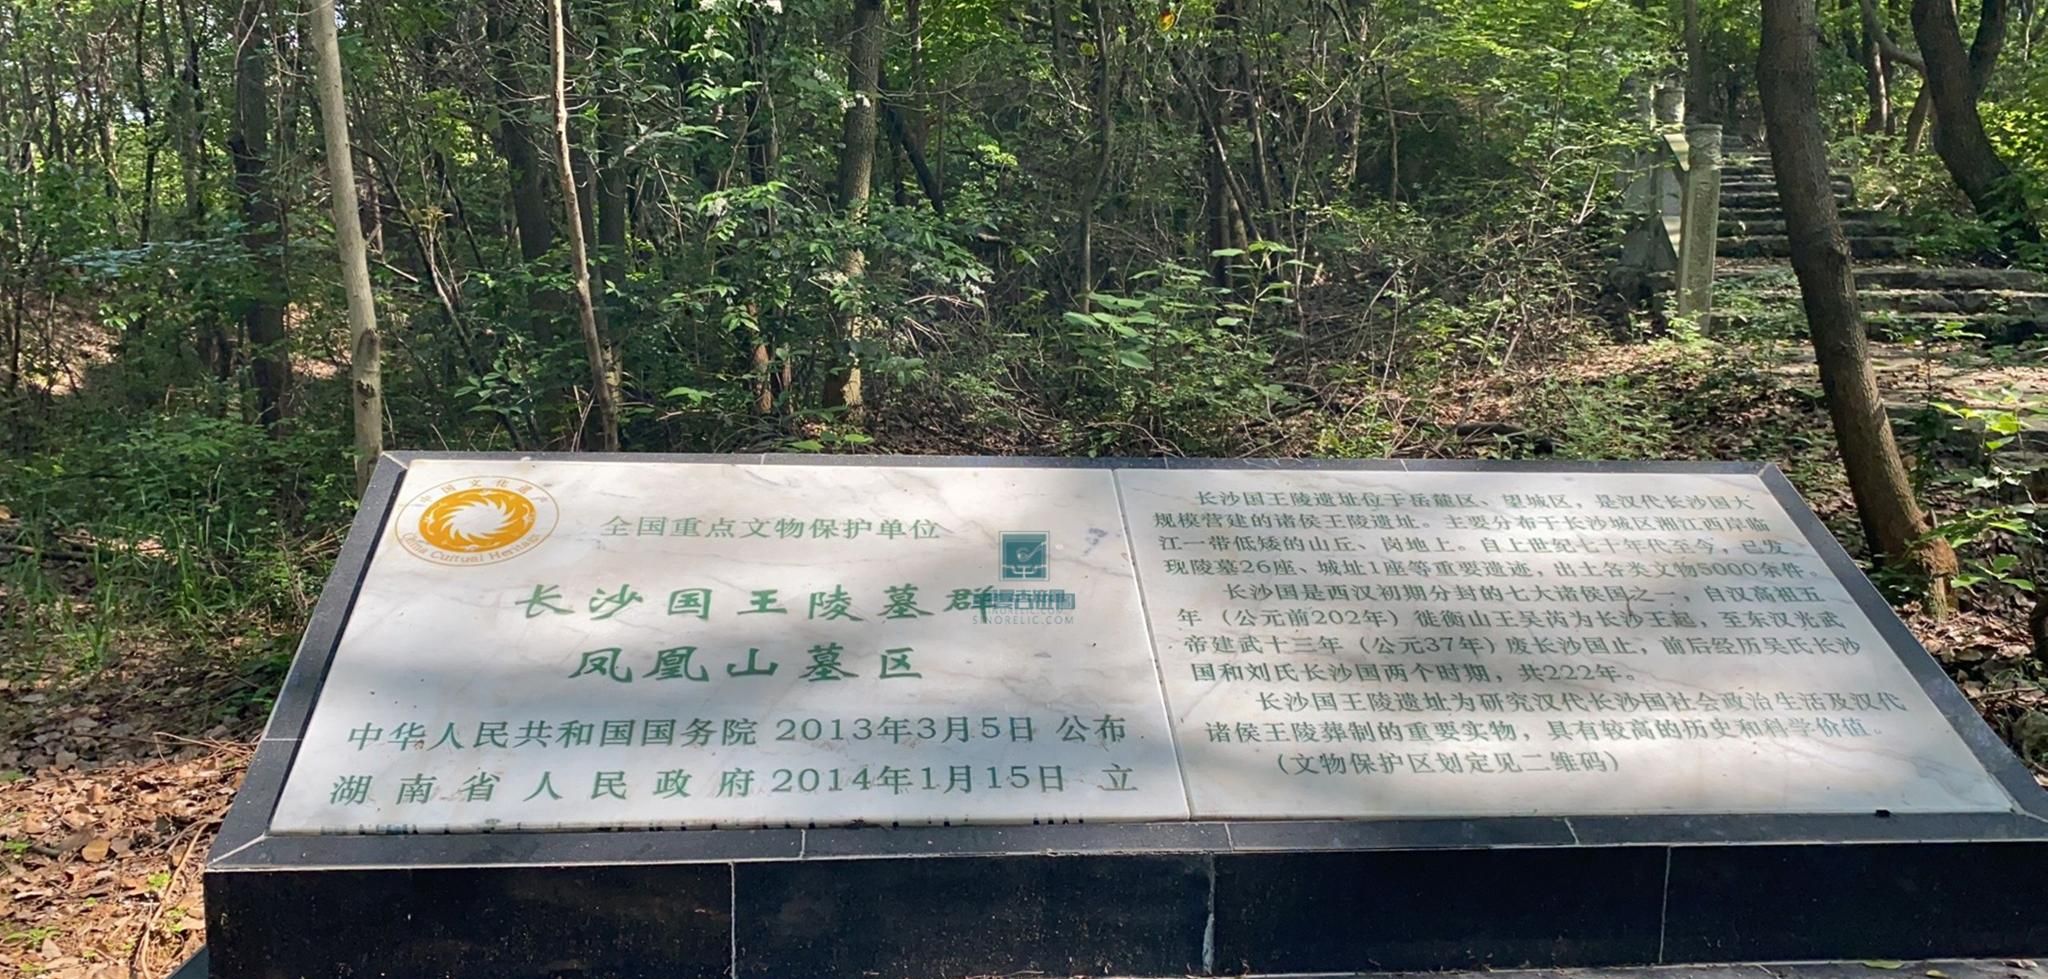 中国文化遗产
China Cultural Heritage
全国重点文物保护单位
长沙国王陵墓群
凤凰山墓区
中华人民共和国国务院 2013年3月5日 公布
湖南省人民政府 2014年1月15日 立
SINORELIC.COM
长沙国王陵遗址位于岳麓区、望城区,是汉代长沙国大
规模营建的诸侯王陵遗址。主要分布于长沙城区湘江西岸临
江一带低矮的山丘、岗地上。自上世纪七十年代至今,已发
现陵墓26座、城址1座等重要遗迹,出土各类文物5000余件。
长沙国是西汉初期分封的七大诸侯国之一,自汉高祖五
年(公元前202年)徙衡山王吴芮为长沙王起,至东汉光武
帝建武十三年(公元37年)废长沙国止,前后经历吴氏长沙
国和刘氏长沙国两个时期,共222年。
长沙国王陵遗址为研究汉代长沙国社会政治生活及汉代
诸侯王陵葬制的重要实物,具有较高的历史和科学价值。
(文物保护区划定见二维码)